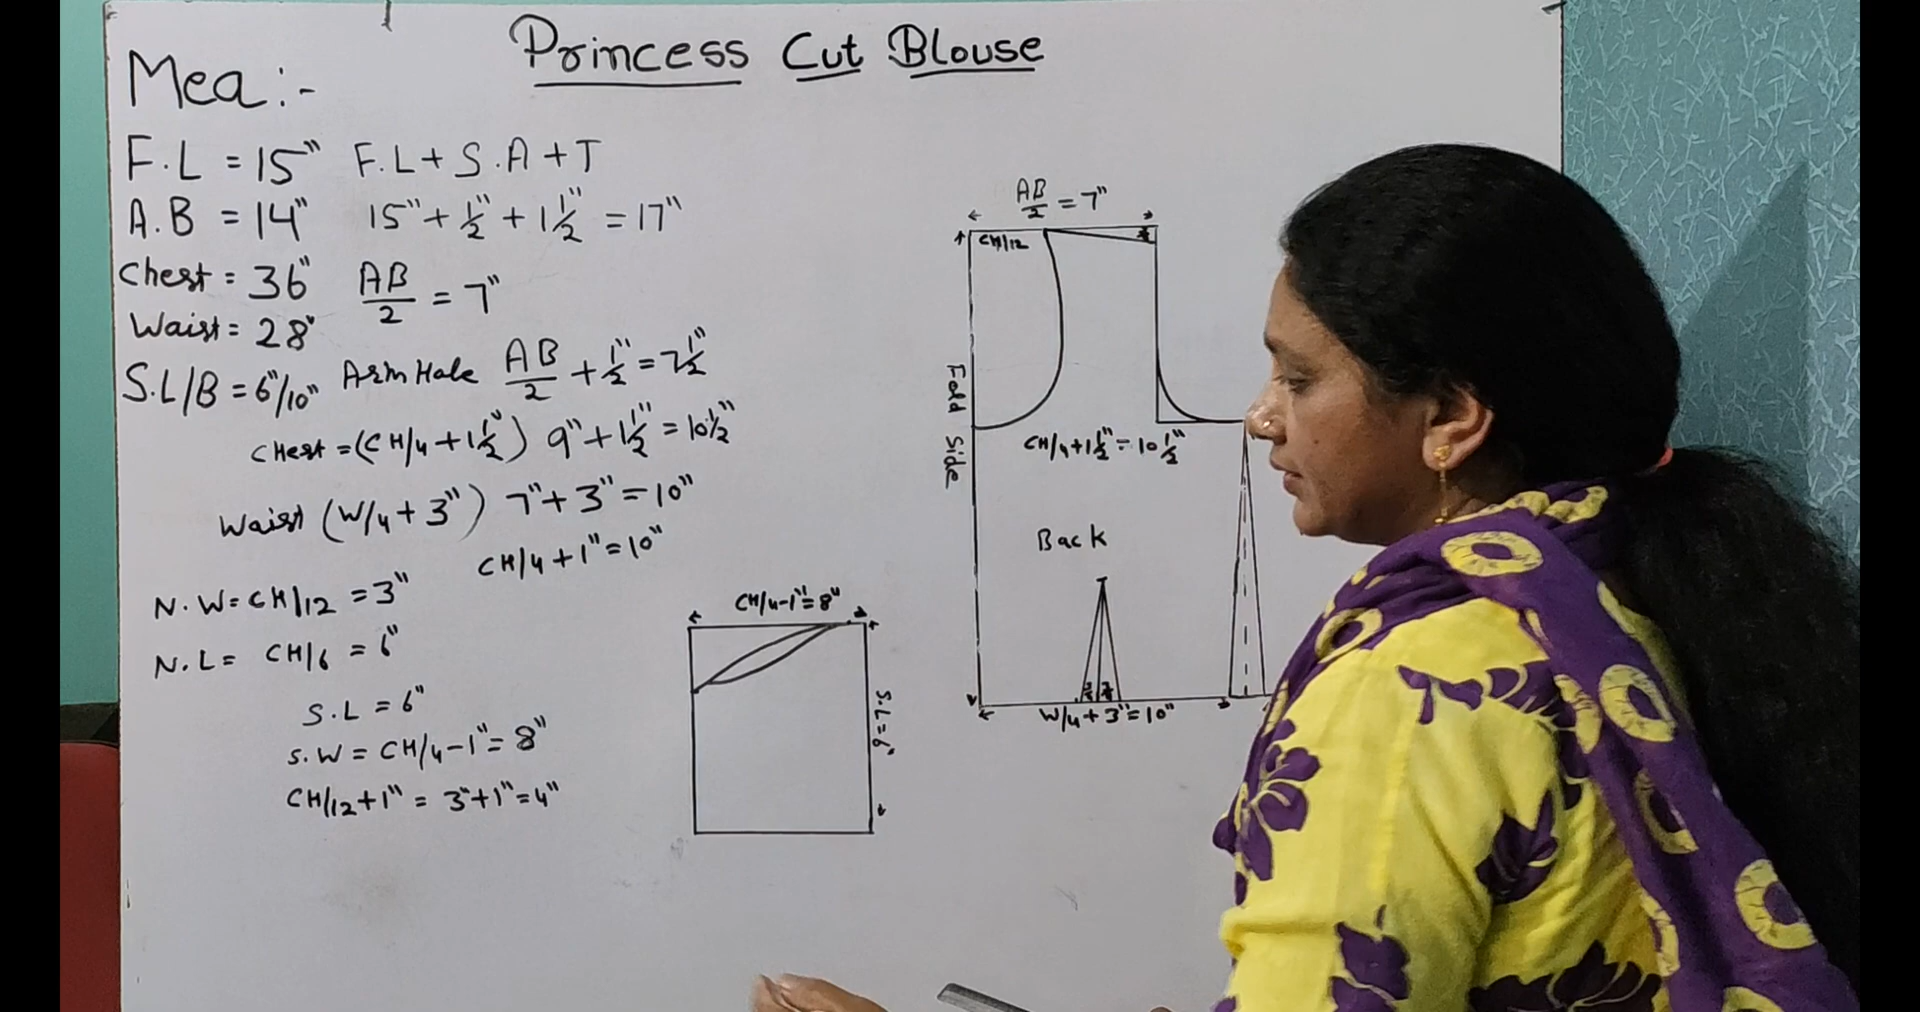 Princess Cut Blouse
Mea:-
F.L = 15" F.L + S.A + T
A.B = 14" 15" + 1/2" + 1 1/2" = 17"
Chest = 36" AB/2 = 7"
Waist = 28"
S.L/B = 6"/10" Arm Hole AB/2 + 1/2" = 7 1/2"
CHest = (CH/4 + 1 1/2") 9" + 1 1/2" = 10 1/2"
Waist (W/4 + 3") 7" + 3" = 10"
CH/4 + 1" = 10"
N.W = CH/12 = 3"
N.L = CH/6 = 6"
S.L = 6"
S.W = CH/4 - 1" = 8"
CH/12 + 1" = 3" + 1" = 4"
CH/4 - 1" = 8"
S.L = 6"
AB/2 = 7"
CH/12
Fold Side
CH/4 + 1 1/2" = 10 1/2"
Back
W/4 + 3" = 10"